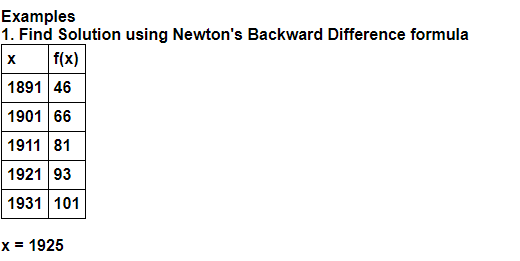 Examples
1. Find Solution using Newton's Backward Difference formula
x f(x)
1891 46
1901 66
1911 81
1921 93
1931 101
x = 1925